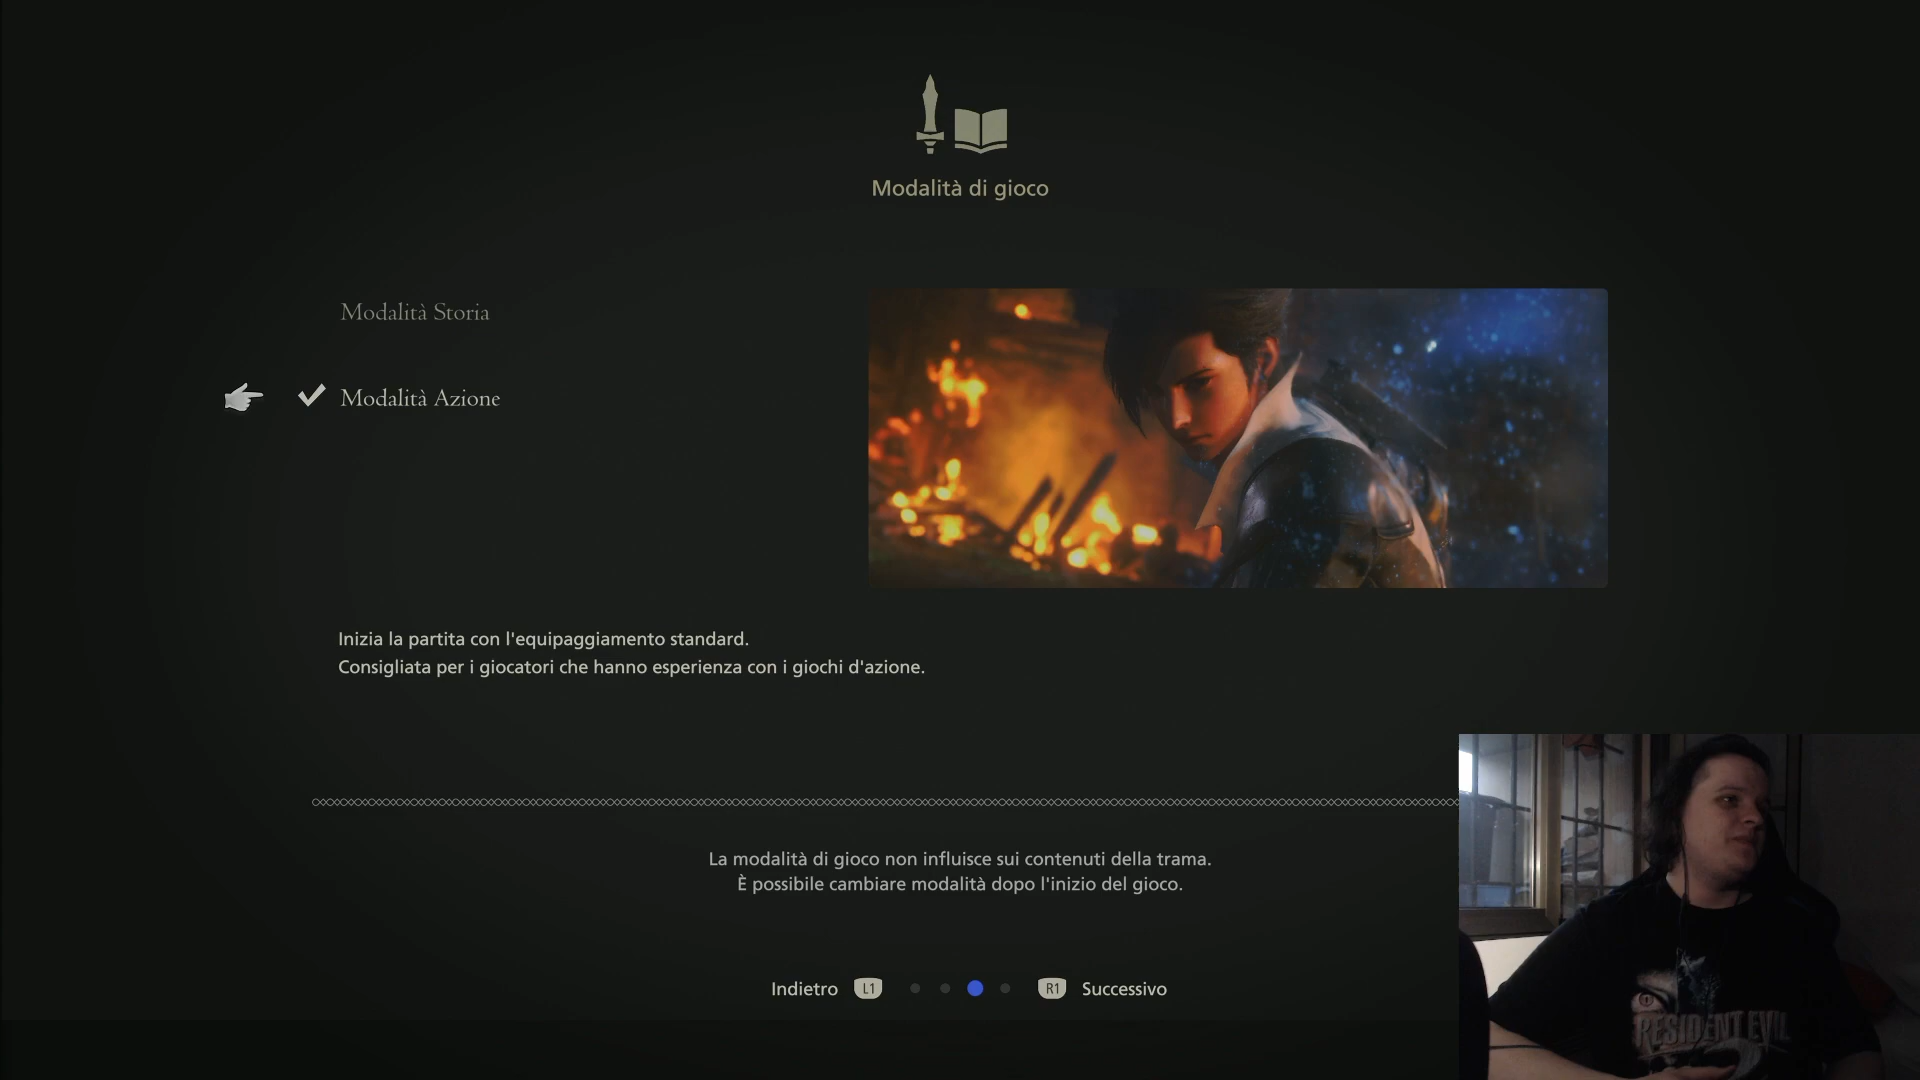 Modalità di gioco
Modalità Storia
Modalità Azione
Inizia la partita con l'equipaggiamento standard.
Consigliata per i giocatori che hanno esperienza con i giochi d'azione.
La modalità di gioco non influisce sui contenuti della trama.
È possibile cambiare modalità dopo l'inizio del gioco.
Indietro L1 R1 Successivo
RESIDENT EVIL